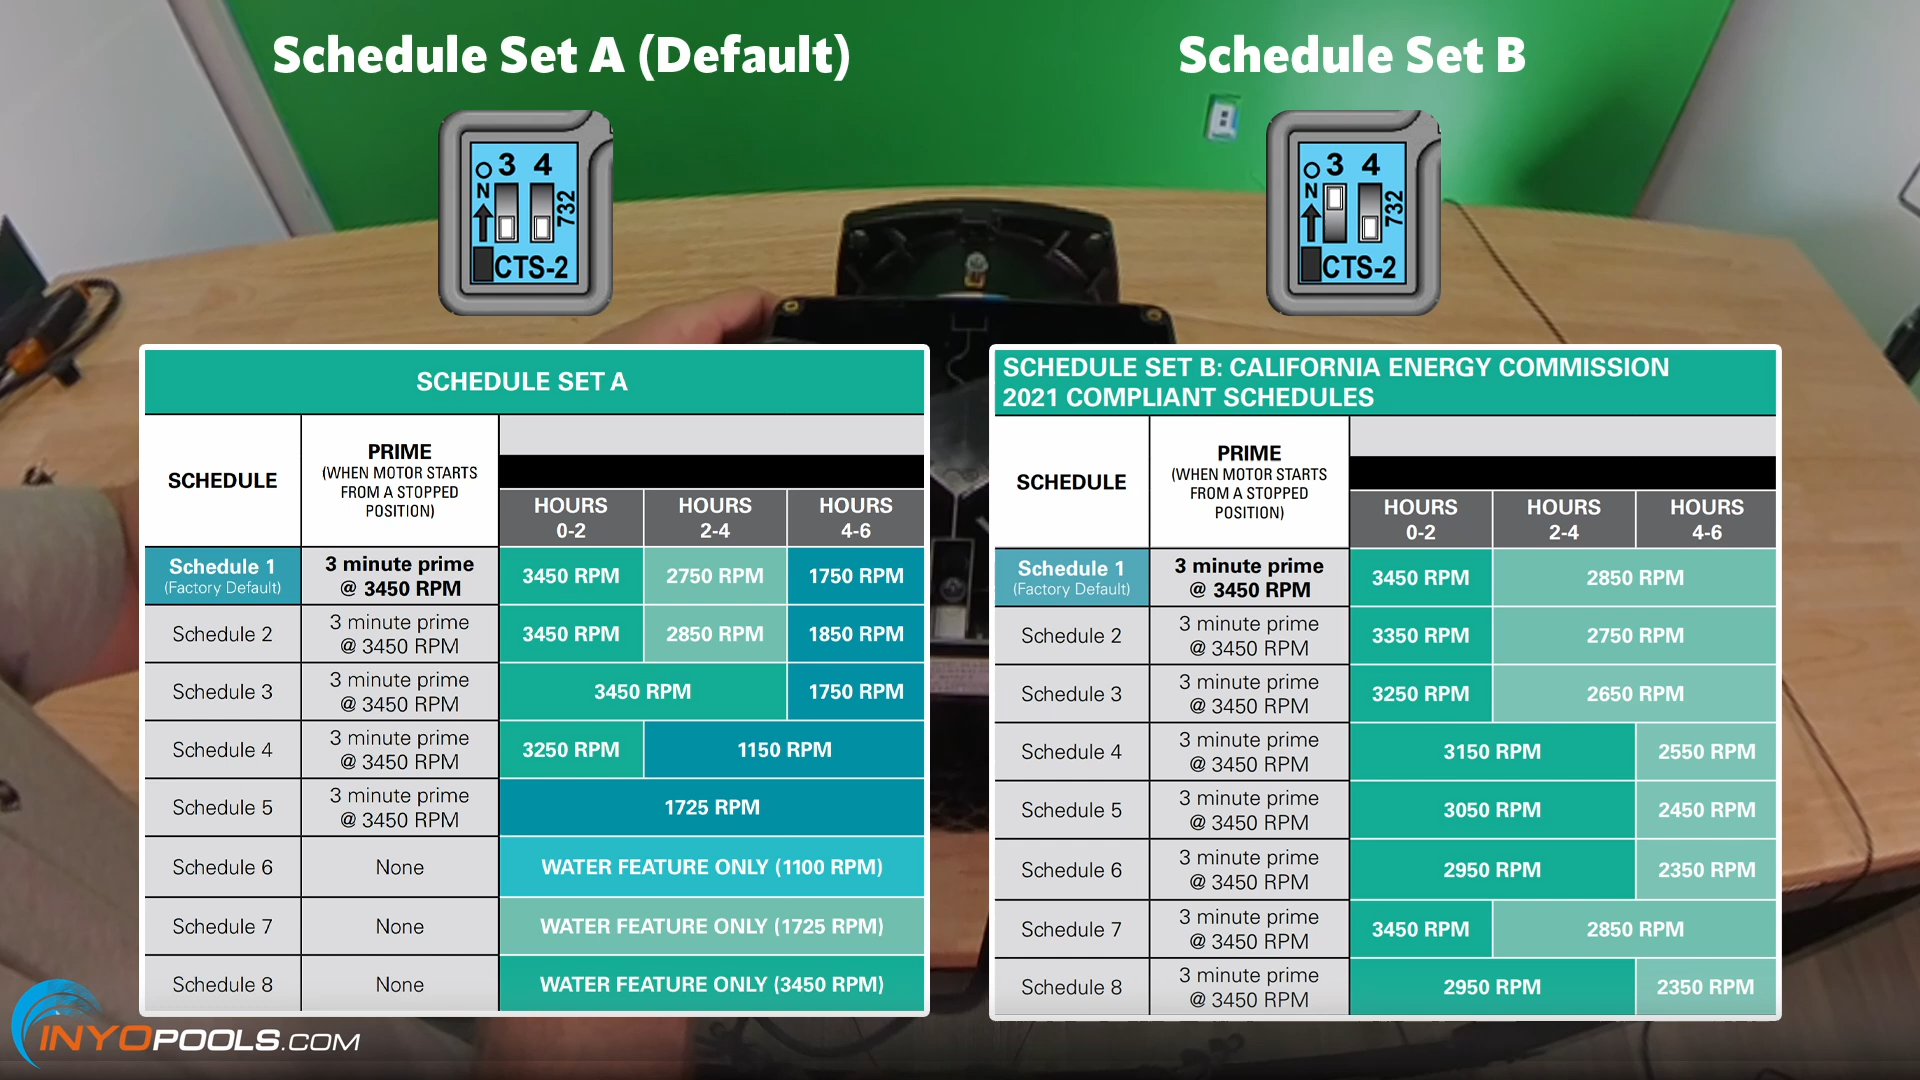 Schedule Set A (Default)
3 4
O
N
732
CTS-2
SCHEDULE SET A
SCHEDULE
PRIME
(WHEN MOTOR STARTS
FROM A STOPPED
POSITION)
HOURS
0-2
HOURS
2-4
HOURS
4-6
Schedule 1
(Factory Default)
3 minute prime
@ 3450 RPM
3450 RPM
2750 RPM
1750 RPM
Schedule 2
3 minute prime
@ 3450 RPM
3450 RPM
2850 RPM
1850 RPM
Schedule 3
3 minute prime
@ 3450 RPM
3450 RPM
1750 RPM
Schedule 4
3 minute prime
@ 3450 RPM
3250 RPM
1150 RPM
Schedule 5
3 minute prime
@ 3450 RPM
1725 RPM
Schedule 6
None
WATER FEATURE ONLY (1100 RPM)
Schedule 7
None
WATER FEATURE ONLY (1725 RPM)
Schedule 8
None
WATER FEATURE ONLY (3450 RPM)
Schedule Set B
3 4
O
N
732
CTS-2
SCHEDULE SET B: CALIFORNIA ENERGY COMMISSION
2021 COMPLIANT SCHEDULES
SCHEDULE
PRIME
(WHEN MOTOR STARTS
FROM A STOPPED
POSITION)
HOURS
0-2
HOURS
2-4
HOURS
4-6
Schedule 1
(Factory Default)
3 minute prime
@ 3450 RPM
3450 RPM
2850 RPM
Schedule 2
3 minute prime
@ 3450 RPM
3350 RPM
2750 RPM
Schedule 3
3 minute prime
@ 3450 RPM
3250 RPM
2650 RPM
Schedule 4
3 minute prime
@ 3450 RPM
3150 RPM
2550 RPM
Schedule 5
3 minute prime
@ 3450 RPM
3050 RPM
2450 RPM
Schedule 6
3 minute prime
@ 3450 RPM
2950 RPM
2350 RPM
Schedule 7
3 minute prime
@ 3450 RPM
3450 RPM
2850 RPM
Schedule 8
3 minute prime
@ 3450 RPM
2950 RPM
2350 RPM
INYOPOOLS.COM